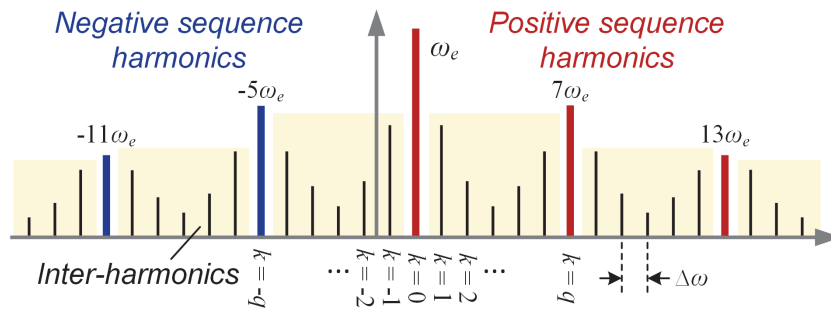 Negative sequence
harmonics
Positive sequence
harmonics
ωₑ
-5ωₑ
7ωₑ
-11ωₑ
13ωₑ
Inter-harmonics
k = -q
...
k = -2
k = -1
k = 0
k = 1
k = 2
...
k = q
Δω